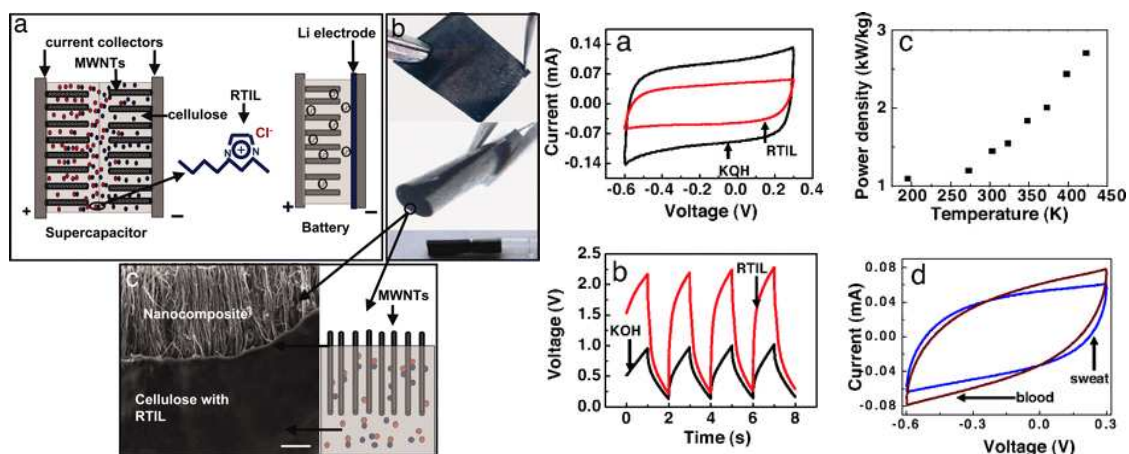 a
current collectors
MWNTs
Li electrode
RTIL
cellulose
Cl-
N
+
N
+
−
Supercapacitor
+
−
Battery
b
c
Nanocomposite
MWNTs
Cellulose with
RTIL
a
Current (mA)
0.14
0.07
0.00
-0.07
-0.14
RTIL
KOH
-0.6 -0.3 0.0 0.3 0.4
Voltage (V)
c
Power density (kW/kg)
3
2
1
200 250 300 350 400 450
Temperature (K)
b
Voltage (V)
2.5
2.0
1.5
1.0
0.5
0.0
RTIL
KOH
0 2 4 6 8
Time (s)
d
Current (mA)
0.08
0.04
0.00
-0.04
-0.08
sweat
blood
-0.6 -0.3 0.0 0.3
Voltage (V)